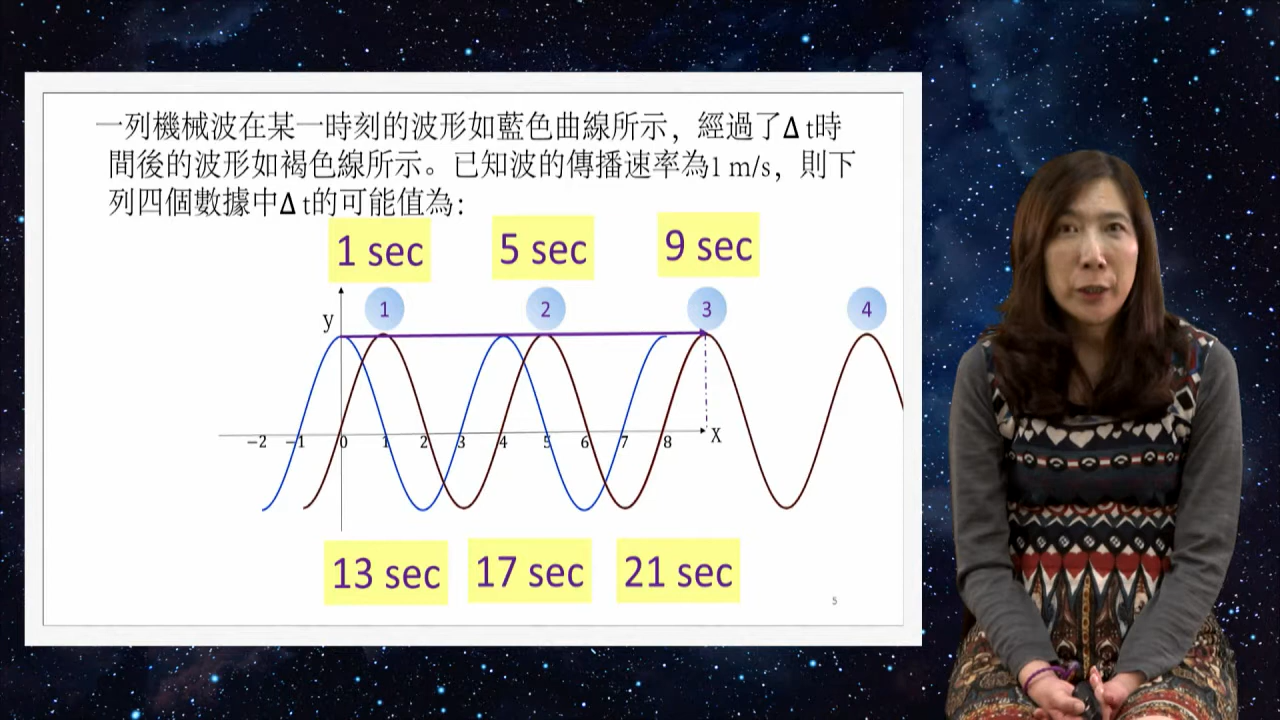 一列機械波在某一時刻的波形如藍色曲線所示，經過了Δ t時
間後的波形如褐色線所示。已知波的傳播速率為1 m/s，則下
列四個數據中Δ t的可能值為：
1 sec 5 sec 9 sec
1 2 3 4
y
−2 −1 0 1 2 3 4 5 6 7 8 X
13 sec 17 sec 21 sec
5